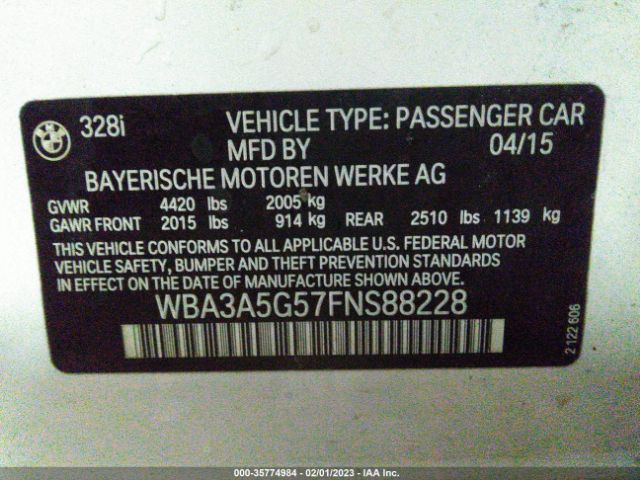 BMW
328i VEHICLE TYPE: PASSENGER CAR
MFD BY 04/15
BAYERISCHE MOTOREN WERKE AG
GVWR 4420 lbs 2005 kg
GAWR FRONT 2015 lbs 914 kg REAR 2510 lbs 1139 kg
THIS VEHICLE CONFORMS TO ALL APPLICABLE U.S. FEDERAL MOTOR
VEHICLE SAFETY, BUMPER AND THEFT PREVENTION STANDARDS
IN EFFECT ON THE DATE OF MANUFACTURE SHOWN ABOVE.
WBA3A5G57FNS88228
2 122 606
000-35774984 - 02/01/2023 - IAA Inc.